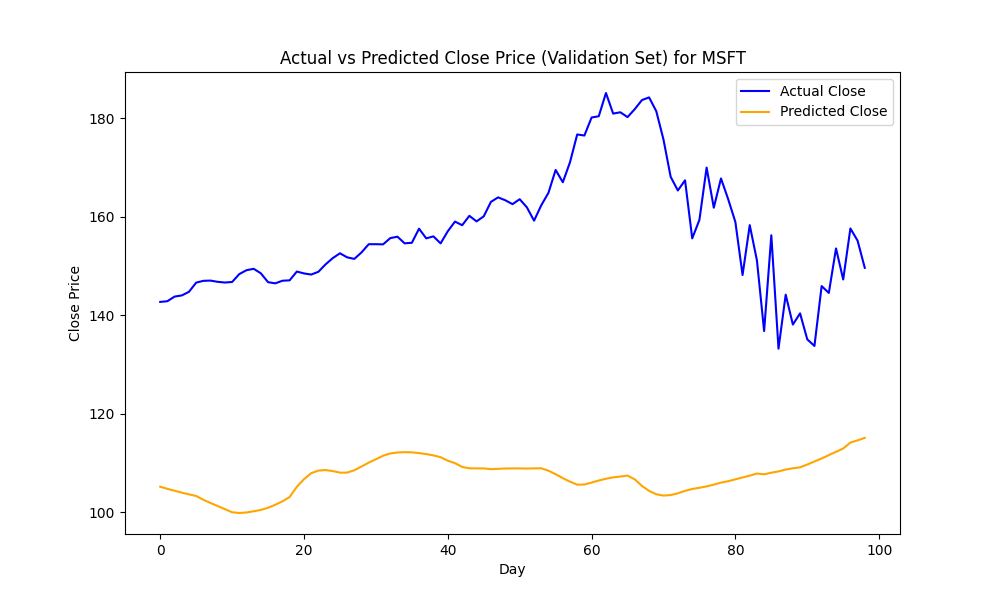 Actual vs Predicted Close Price (Validation Set) for MSFT
Actual Close
Predicted Close
Close Price
180
160
140
120
100
0 20 40 60 80 100
Day